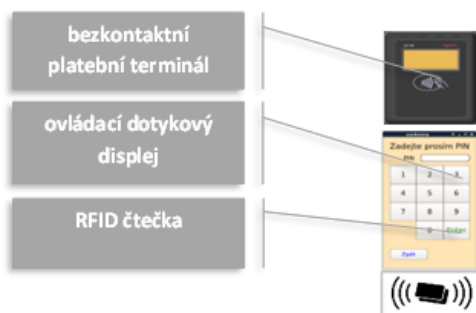 bezkontaktní
platební terminál
ovládací dotykový
displej
RFID čtečka
Zadejte prosím PIN
PIN
1 2 3
4 5 6
7 8 9
0 Enter
Zpět